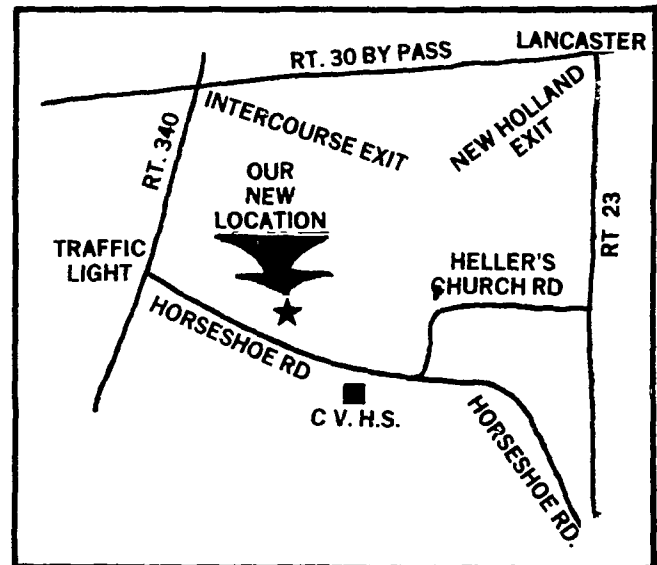 LANCASTER
RT. 30 BY PASS
INTERCOURSE EXIT
NEW HOLLAND
EXIT
RT. 340
OUR
NEW
LOCATION
RT 23
TRAFFIC
LIGHT
HELLER'S
CHURCH RD
HORSESHOE RD
C V. H.S.
HORSESHOE RD.